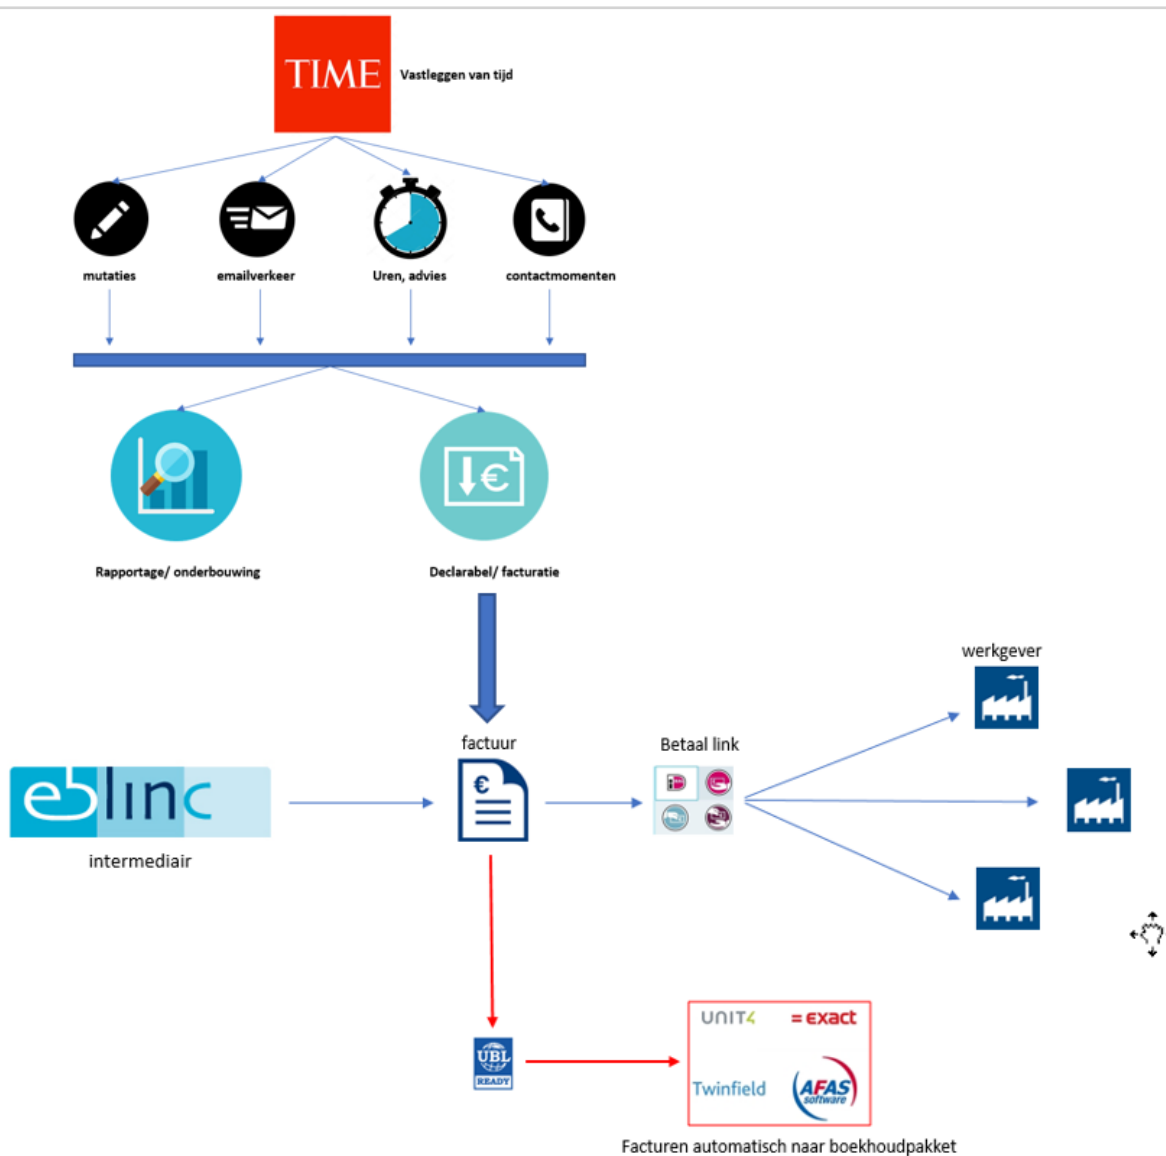 TIME
Vastleggen van tijd
mutaties
emailverkeer
Uren, advies
contactmomenten
€
Rapportage/ onderbouwing
Declarabel/ facturatie
werkgever
factuur
Betaal link
€
eblinc
intermediair
UNIT4
= exact
UBL
READY
Twinfield
AFAS
software
Facturen automatisch naar boekhoudpakket